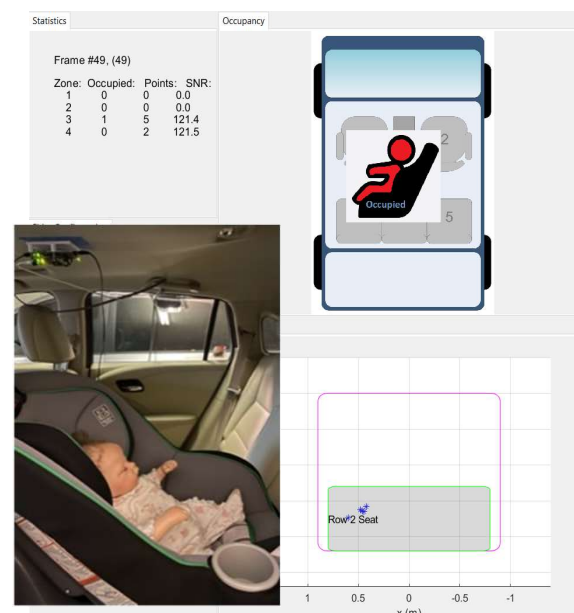 Statistics
Occupancy
Frame #49, (49)
Zone: Occupied: Points: SNR:
1 0 0 0.0
2 0 0 0.0
3 1 5 121.4
4 0 2 121.5
2
Occupied
5
Row 2 Seat
1 0.5 0 -0.5 -1
x (m)